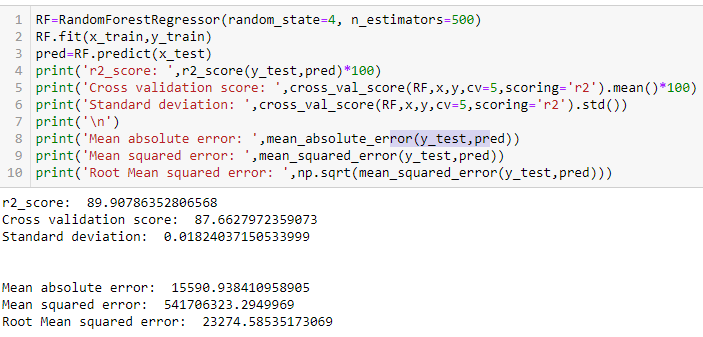 1 RF=RandomForestRegressor(random_state=4, n_estimators=500)
2 RF.fit(x_train,y_train)
3 pred=RF.predict(x_test)
4 print('r2_score: ',r2_score(y_test,pred)*100)
5 print('Cross validation score: ',cross_val_score(RF,x,y,cv=5,scoring='r2').mean()*100)
6 print('Standard deviation: ',cross_val_score(RF,x,y,cv=5,scoring='r2').std())
7 print('\n')
8 print('Mean absolute error: ',mean_absolute_error(y_test,pred))
9 print('Mean squared error: ',mean_squared_error(y_test,pred))
10 print('Root Mean squared error: ',np.sqrt(mean_squared_error(y_test,pred)))
r2_score:  89.90786352806568
Cross validation score:  87.6627972359073
Standard deviation:  0.01824037150533999
Mean absolute error:  15590.938410958905
Mean squared error:  541706323.2949969
Root Mean squared error:  23274.58535173069